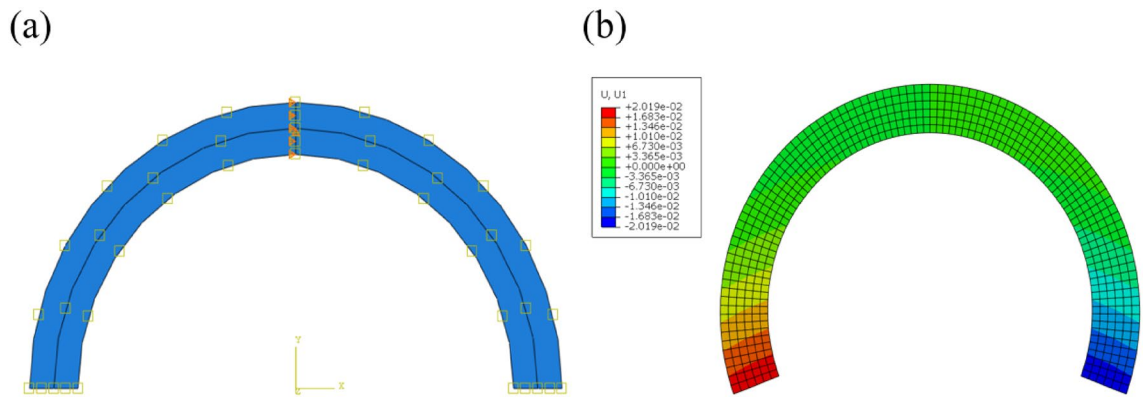 (a)
(b)
U, U1
+2.019e-02
+1.683e-02
+1.346e-02
+1.010e-02
+6.730e-03
+3.365e-03
+0.000e+00
-3.365e-03
-6.730e-03
-1.010e-02
-1.346e-02
-1.683e-02
-2.019e-02
Y
X